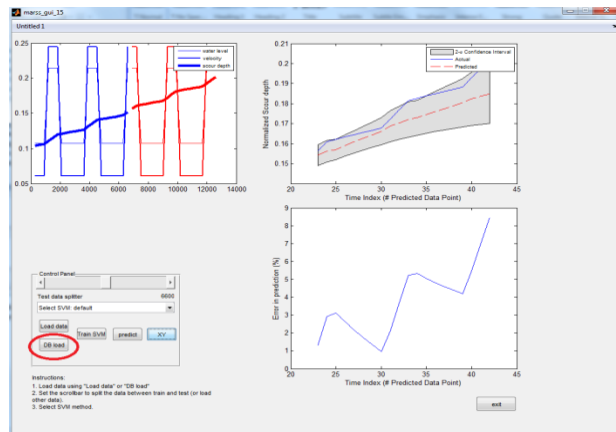 marss_gui_15
Untitled 1
water level
velocity
scour depth
0.25
0.2
0.15
0.1
0.05
0 2000 4000 6000 8000 10000 12000 14000
Normalized Scour depth
0.21
0.2
0.19
0.18
0.17
0.16
0.15
Confidence Interval
Actual
Predicted
20 25 30 35 40 45
Time Index (# Predicted Data Point)
Error in prediction (%)
9
8
7
6
5
4
3
2
1
0
20 25 30 35 40 45
Time Index (# Predicted Data Point)
Control Panel
Test data splitter 6600
Select SVM: default
Load data
Train SVM
predict
XY
DB load
Instructions:
1. Load data using "Load data" or "DB load"
2. Set the scrollbar to split the data between train and test (or load
other data).
3. Select SVM method.
exit